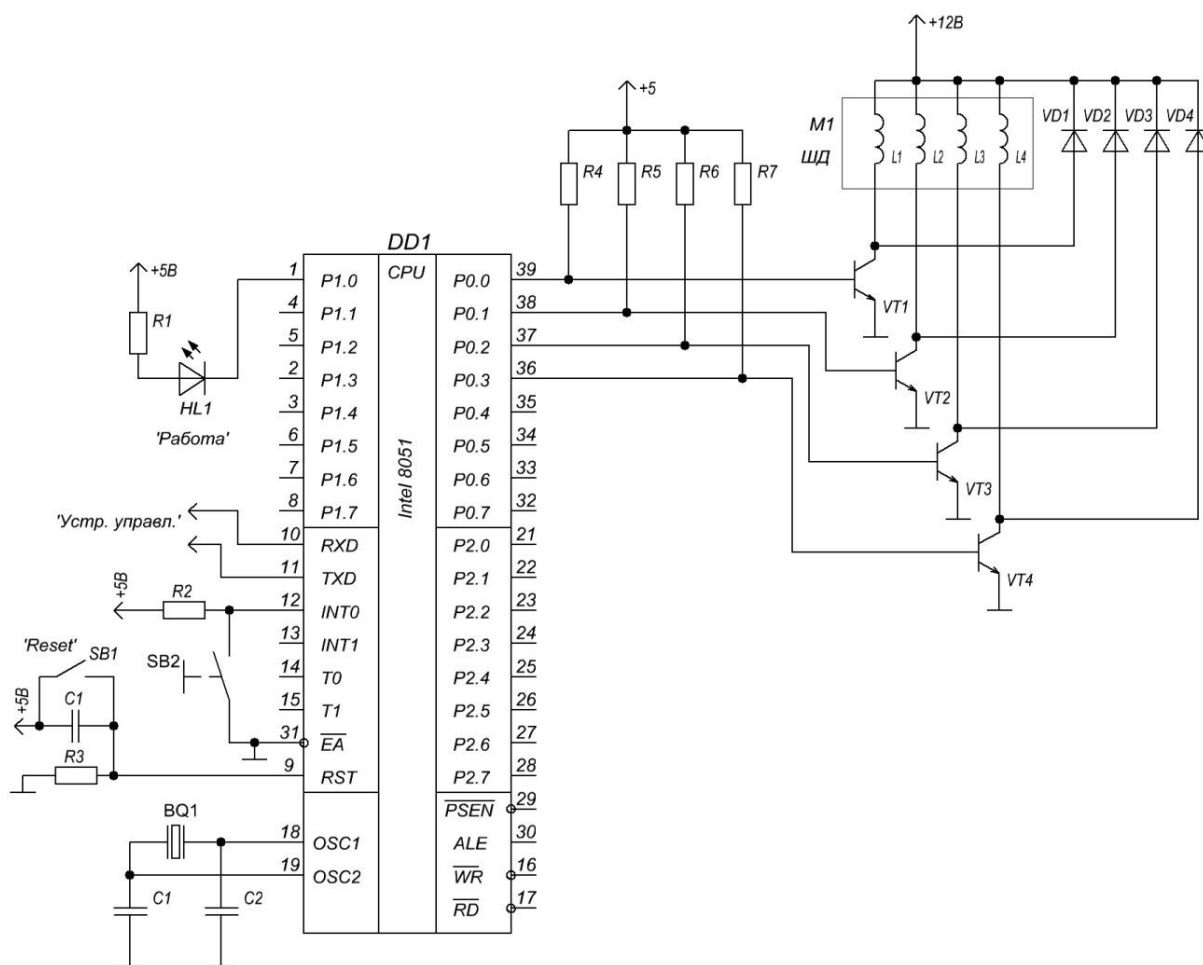 +12В
+5
M1
ШД
L1
L2
L3
L4
VD1
VD2
VD3
VD4
R4
R5
R6
R7
DD1
CPU
Intel 8051
+5В
R1
HL1
'Работа'
1 P1.0
4 P1.1
5 P1.2
2 P1.3
3 P1.4
6 P1.5
7 P1.6
8 P1.7
'Устр. управл.'
10 RXD
11 TXD
+5В
R2
12 INT0
13 INT1
14 T0
15 T1
31 EA
9 RST
SB2
'Reset'
SB1
+5В
C1
R3
BQ1
18 OSC1
19 OSC2
C1
C2
P0.0 39
P0.1 38
P0.2 37
P0.3 36
P0.4 35
P0.5 34
P0.6 33
P0.7 32
P2.0 21
P2.1 22
P2.2 23
P2.3 24
P2.4 25
P2.5 26
P2.6 27
P2.7 28
PSEN 29
ALE 30
WR 16
RD 17
VT1
VT2
VT3
VT4